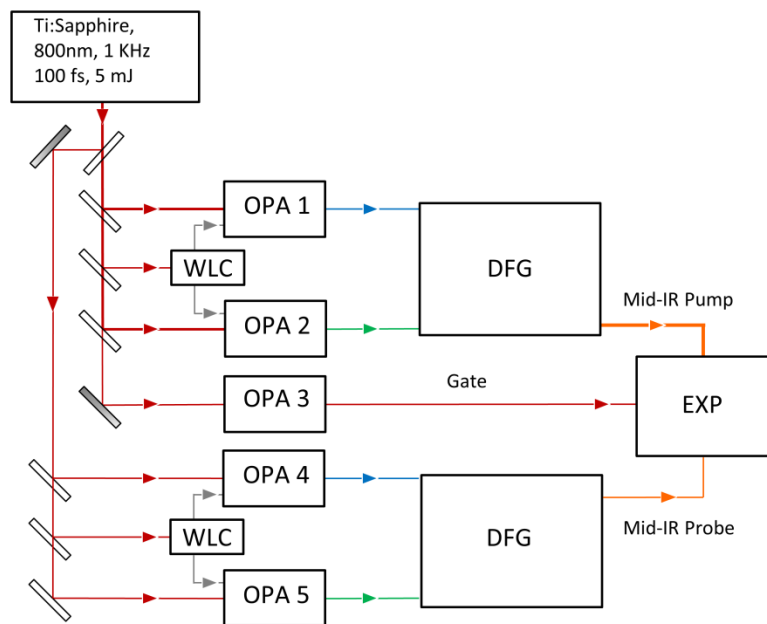 Ti:Sapphire,
800nm, 1 KHz
100 fs, 5 mJ
OPA 1
WLC
DFG
OPA 2
Mid-IR Pump
OPA 3
Gate
EXP
OPA 4
WLC
DFG
Mid-IR Probe
OPA 5